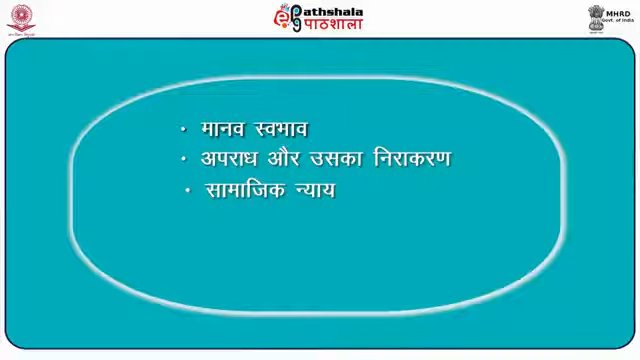 ePathshala
पाठशाला
MHRD
Govt. of India
• मानव स्वभाव
• अपराध और उसका निराकरण
• सामाजिक न्याय